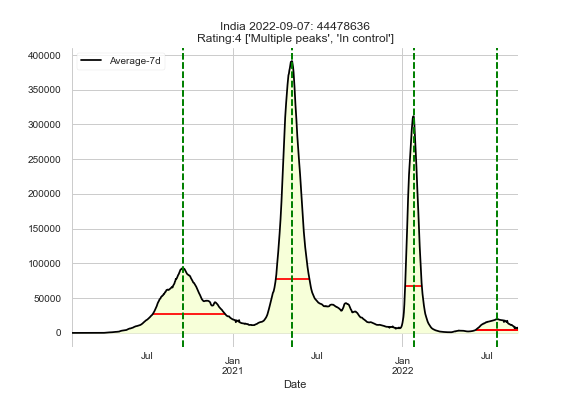 India 2022-09-07: 44478636
Rating:4 ['Multiple peaks', 'In control']
Average-7d
400000
350000
300000
250000
200000
150000
100000
50000
0
Jul
Jan
2021
Jul
Jan
2022
Jul
Date